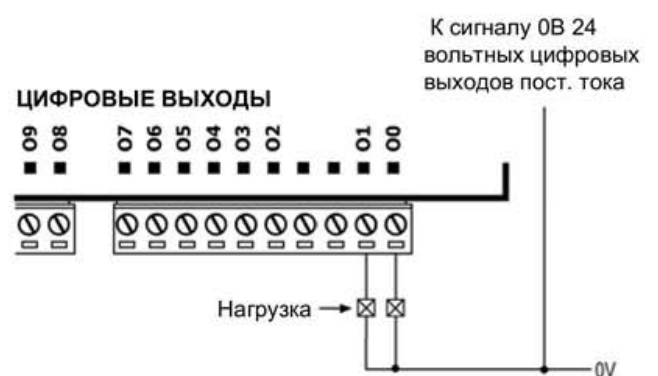 К сигналу 0В 24
вольтных цифровых
выходов пост. тока
ЦИФРОВЫЕ ВЫХОДЫ
O9 O8 O7 O6 O5 O4 O3 O2 O1 O0
Нагрузка
0V